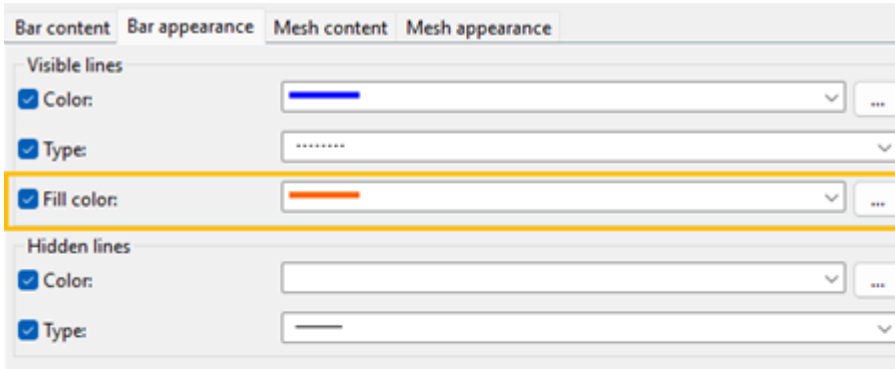 Bar content Bar appearance Mesh content Mesh appearance
Visible lines
Color: ...
Type:
Fill color: ...
Hidden lines
Color: ...
Type: